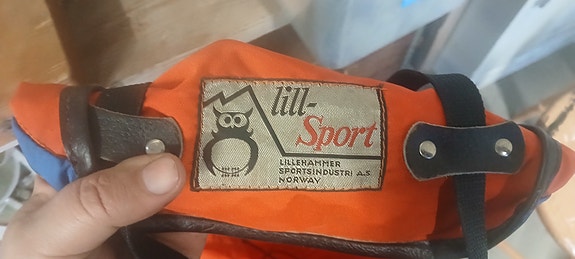 lill-
Sport
LILLEHAMMER
SPORTSINDUSTRI A.S
NORWAY